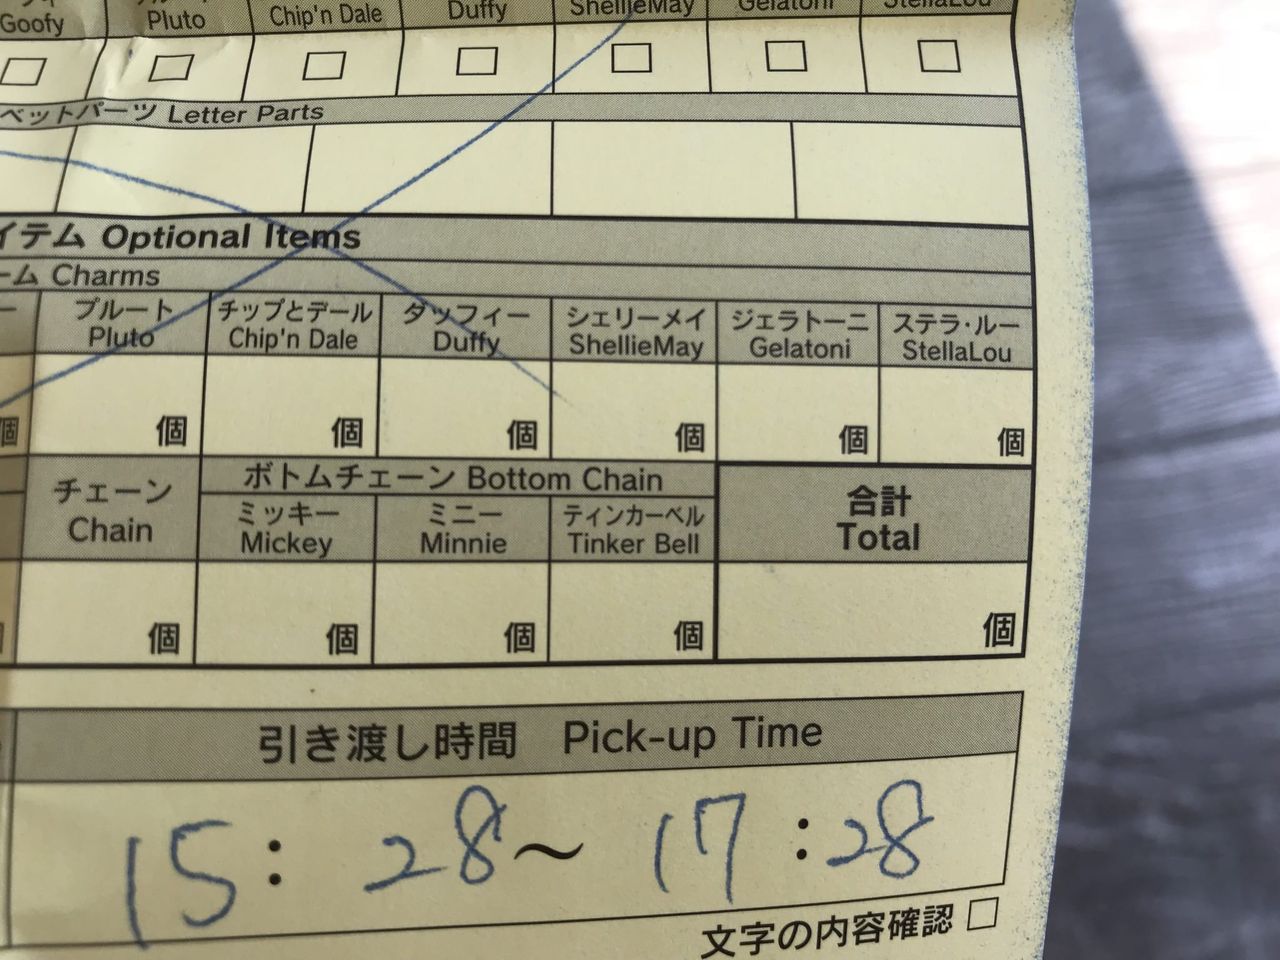 Goofy Pluto Chip'n Dale Duffy ShellieMay Gelatoni StellaLou
ベットパーツ Letter Parts
イテム Optional Items
ーム Charms
ー プルート チップとデール ダッフィー シェリーメイ ジェラトーニ ステラ・ルー
Pluto Chip'n Dale Duffy ShellieMay Gelatoni StellaLou
個 個 個 個 個 個 個
チェーン ボトムチェーン Bottom Chain 合計
Chain ミッキー ミニー ティンカーベル Total
Mickey Minnie Tinker Bell
個 個 個 個 個
引き渡し時間 Pick-up Time
15:28～17:28
文字の内容確認 □